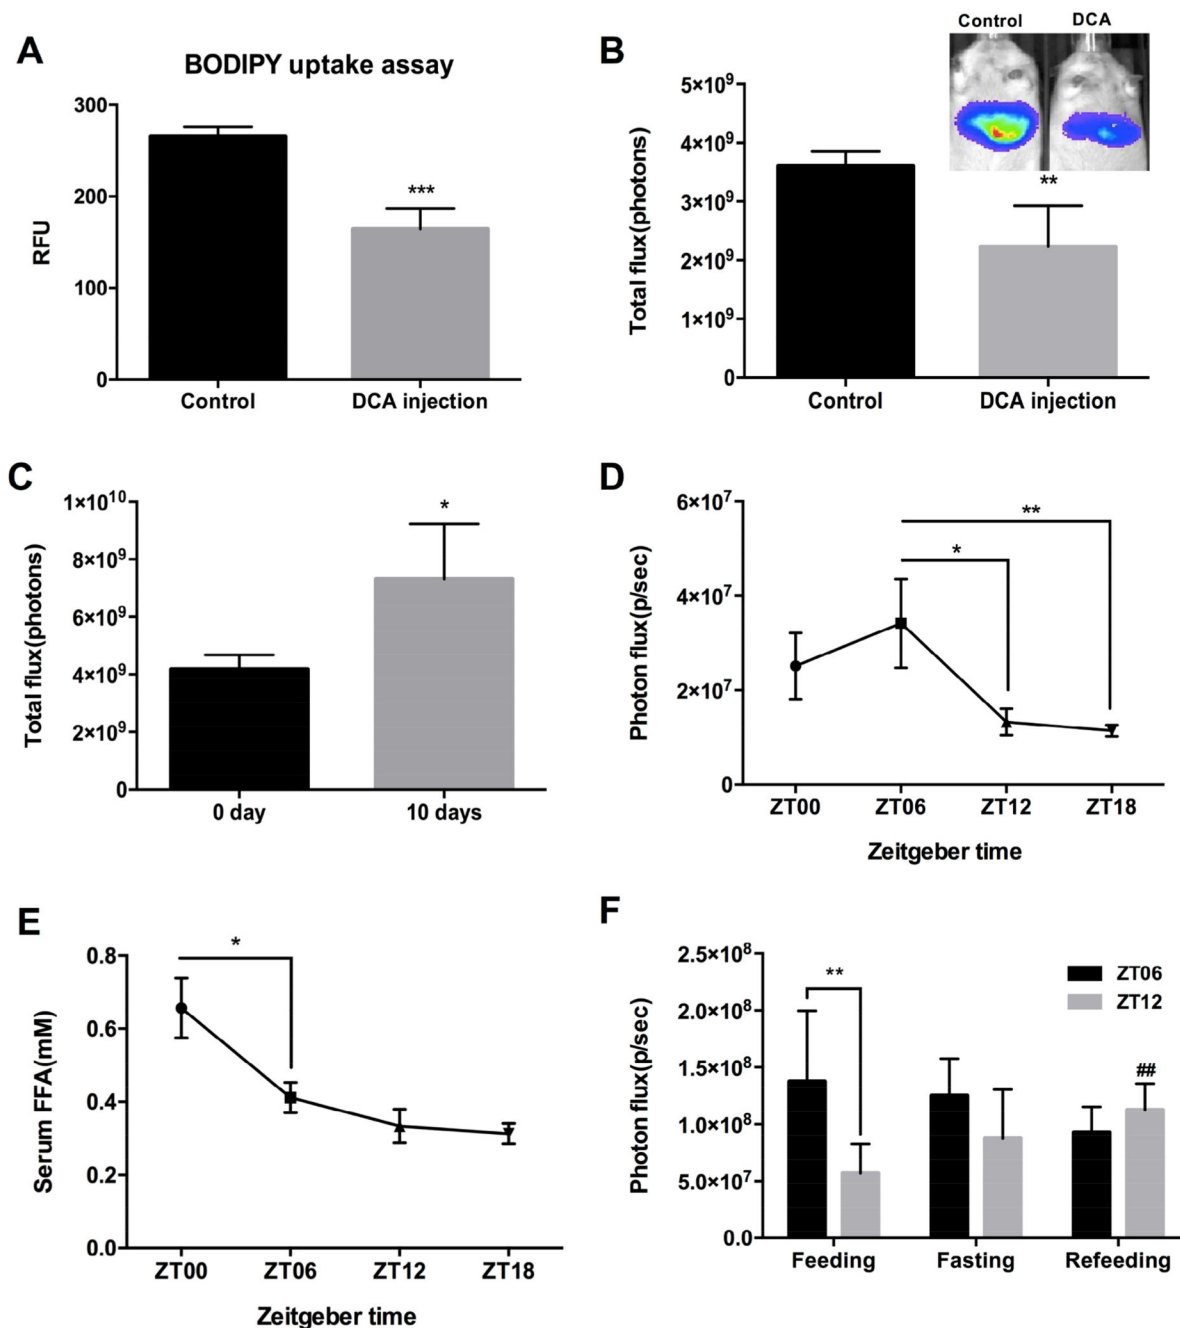 A
BODIPY uptake assay
RFU
300
200
100
0
***
Control
DCA injection
B
Control
DCA
Total flux(photons)
5×10⁹
4×10⁹
3×10⁹
2×10⁹
1×10⁹
0
**
Control
DCA injection
C
Total flux(photons)
1×10¹⁰
8×10⁹
6×10⁹
4×10⁹
2×10⁹
0
*
0 day
10 days
D
Photon flux(p/sec)
6×10⁷
4×10⁷
2×10⁷
0
**
*
ZT00
ZT06
ZT12
ZT18
Zeitgeber time
E
Serum FFA(mM)
0.8
0.6
0.4
0.2
0.0
*
ZT00
ZT06
ZT12
ZT18
Zeitgeber time
F
Photon flux(p/sec)
2.5×10⁸
2.0×10⁸
1.5×10⁸
1.0×10⁸
5.0×10⁷
0.0
**
ZT06
ZT12
##
Feeding
Fasting
Refeeding